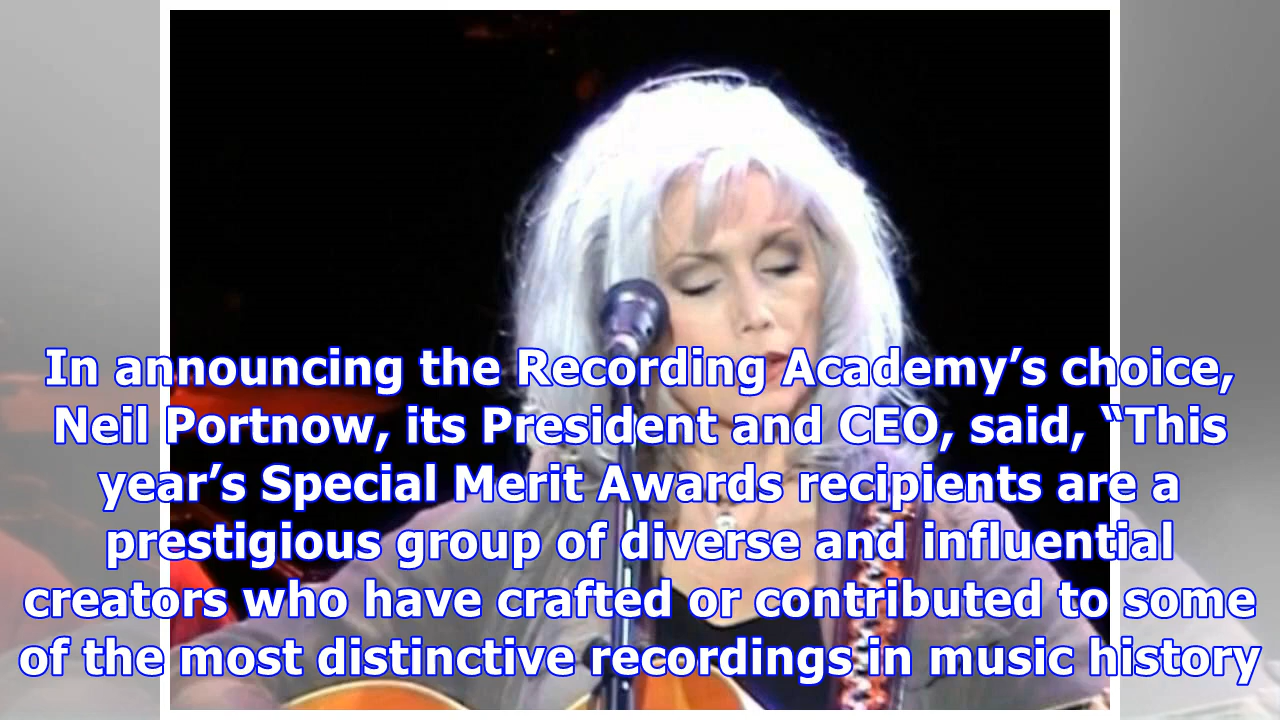 In announcing the Recording Academy’s choice,
Neil Portnow, its President and CEO, said, “This
year’s Special Merit Awards recipients are a
prestigious group of diverse and influential
creators who have crafted or contributed to some
of the most distinctive recordings in music history